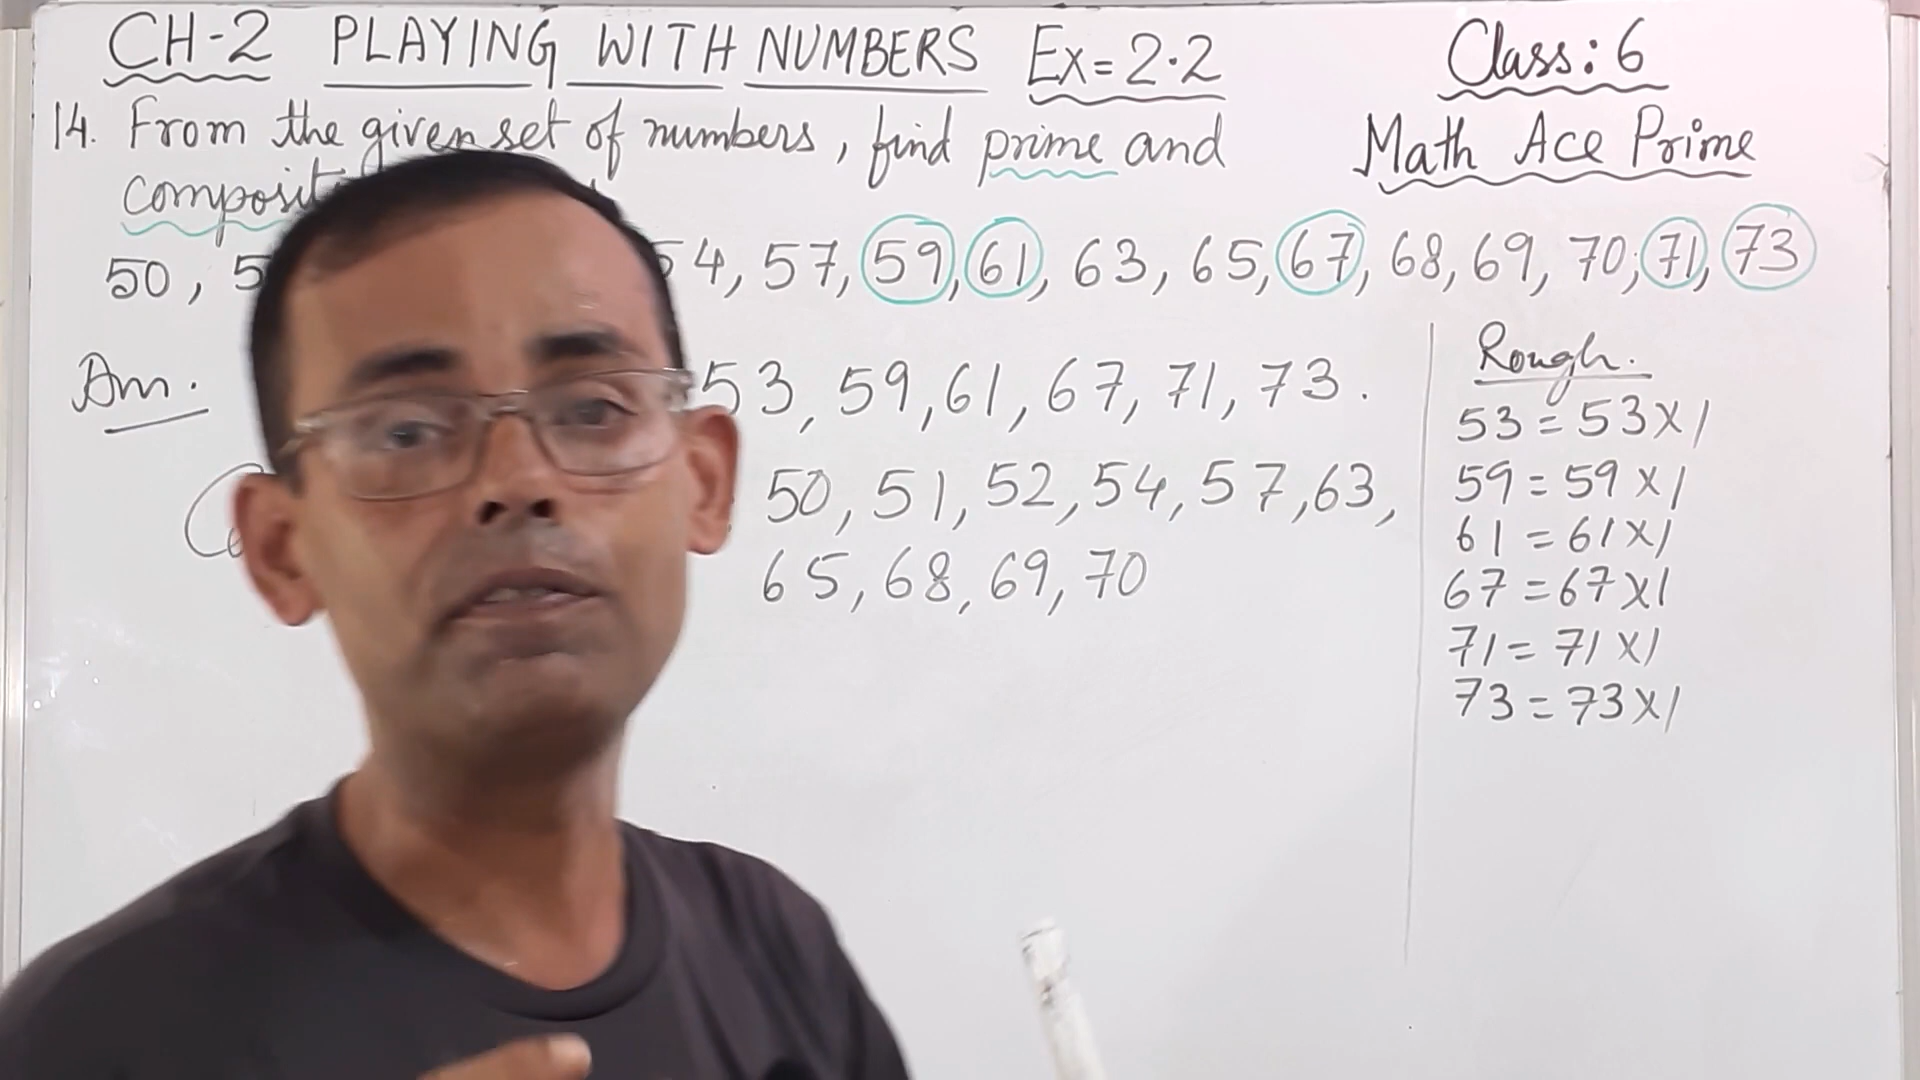 CH-2 PLAYING WITH NUMBERS Ex=2.2 Class: 6
14. From the given set of numbers, find prime and Math Ace Prime
50, 54, 57, 59, 61, 63, 65, 67, 68, 69, 70, 71, 73
Ans. 53, 59, 61, 67, 71, 73.
50, 51, 52, 54, 57, 63,
65, 68, 69, 70
Rough.
53 = 53 X 1
59 = 59 X 1
61 = 61 X 1
67 = 67 X 1
71 = 71 X 1
73 = 73 X 1